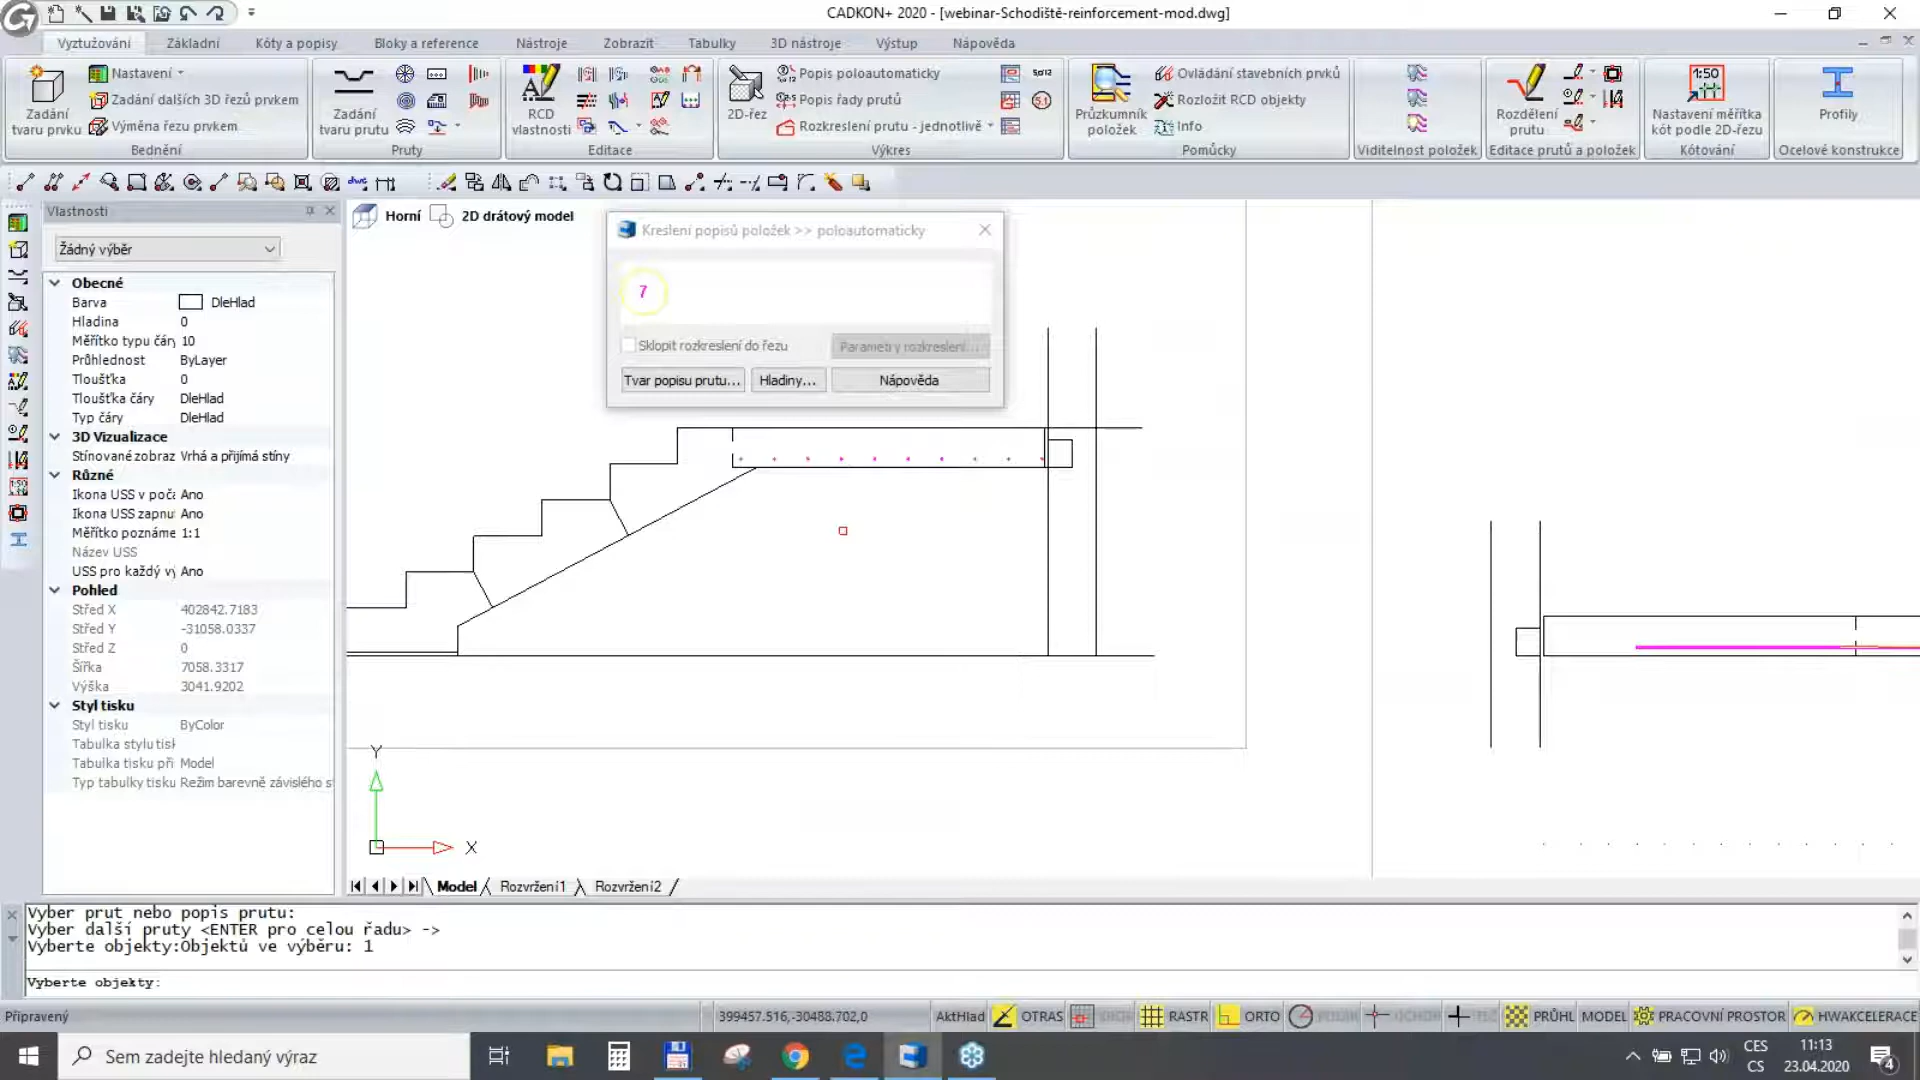 CADKON+ 2020 - [webinar-Schodiště-reinforcement-mod.dwg]
Vyztužování Základní Kóty a popisy Bloky a reference Nástroje Zobrazit Tabulky 3D nástroje Výstup Nápověda
Zadání tvaru prvku
Nastavení
Zadání dalších 3D řezů prvkem
Výměna řezu prvkem
Bednění
Zadání tvaru prutu
Pruty
RCD vlastnosti
Editace
2D-řez
Popis poloautomaticky
Popis řady prutů
Rozkreslení prutu - jednotlivě
Výkres
Průzkumník položek
Ovládání stavebních prvků
Rozložit RCD objekty
Info
Pomůcky
Viditelnost položek
Rozdělení prutu
Editace prutů a položek
Nastavení měřítka kót podle 2D-řezu
1:50
Kótování
Profily
Ocelové konstrukce
Vlastnosti
Žádný výběr
Obecné
Barva DleHlad
Hladina 0
Měřítko typu čáry 10
Průhlednost ByLayer
Tloušťka 0
Tloušťka čáry DleHlad
Typ čáry DleHlad
3D Vizualizace
Stínované zobraz Vrhá a přijímá stíny
Různé
Ikona USS v poča Ano
Ikona USS zapnu Ano
Měřítko poznáme 1:1
Název USS
USS pro každý vý Ano
Pohled
Střed X 402842.7183
Střed Y -31058.0337
Střed Z 0
Šířka 7058.3317
Výška 3041.9202
Styl tisku
Styl tisku ByColor
Tabulka stylu tisk
Tabulka tisku při Model
Typ tabulky tisku Režim barevně závislého s
Horní 2D drátový model
Kreslení popisů položek >> poloautomaticky
7
Sklopit rozkreslení do řezu
Parametry rozkreslení...
Tvar popisu prutu... Hladiny... Nápověda
Y
X
Model Rozvržení1 Rozvržení2
Vyber prut nebo popis prutu:
Vyber další pruty <ENTER pro celou řadu> ->
Vyberte objekty:Objektů ve výběru: 1
Vyberte objekty:
Připravený 399457.516,-30488.702,0 AktHlad OTRAS RASTR ORTO PRŮHL MODEL PRACOVNÍ PROSTOR HWAKCELERACE
Sem zadejte hledaný výraz
CES
CS
11:13
23.04.2020
4